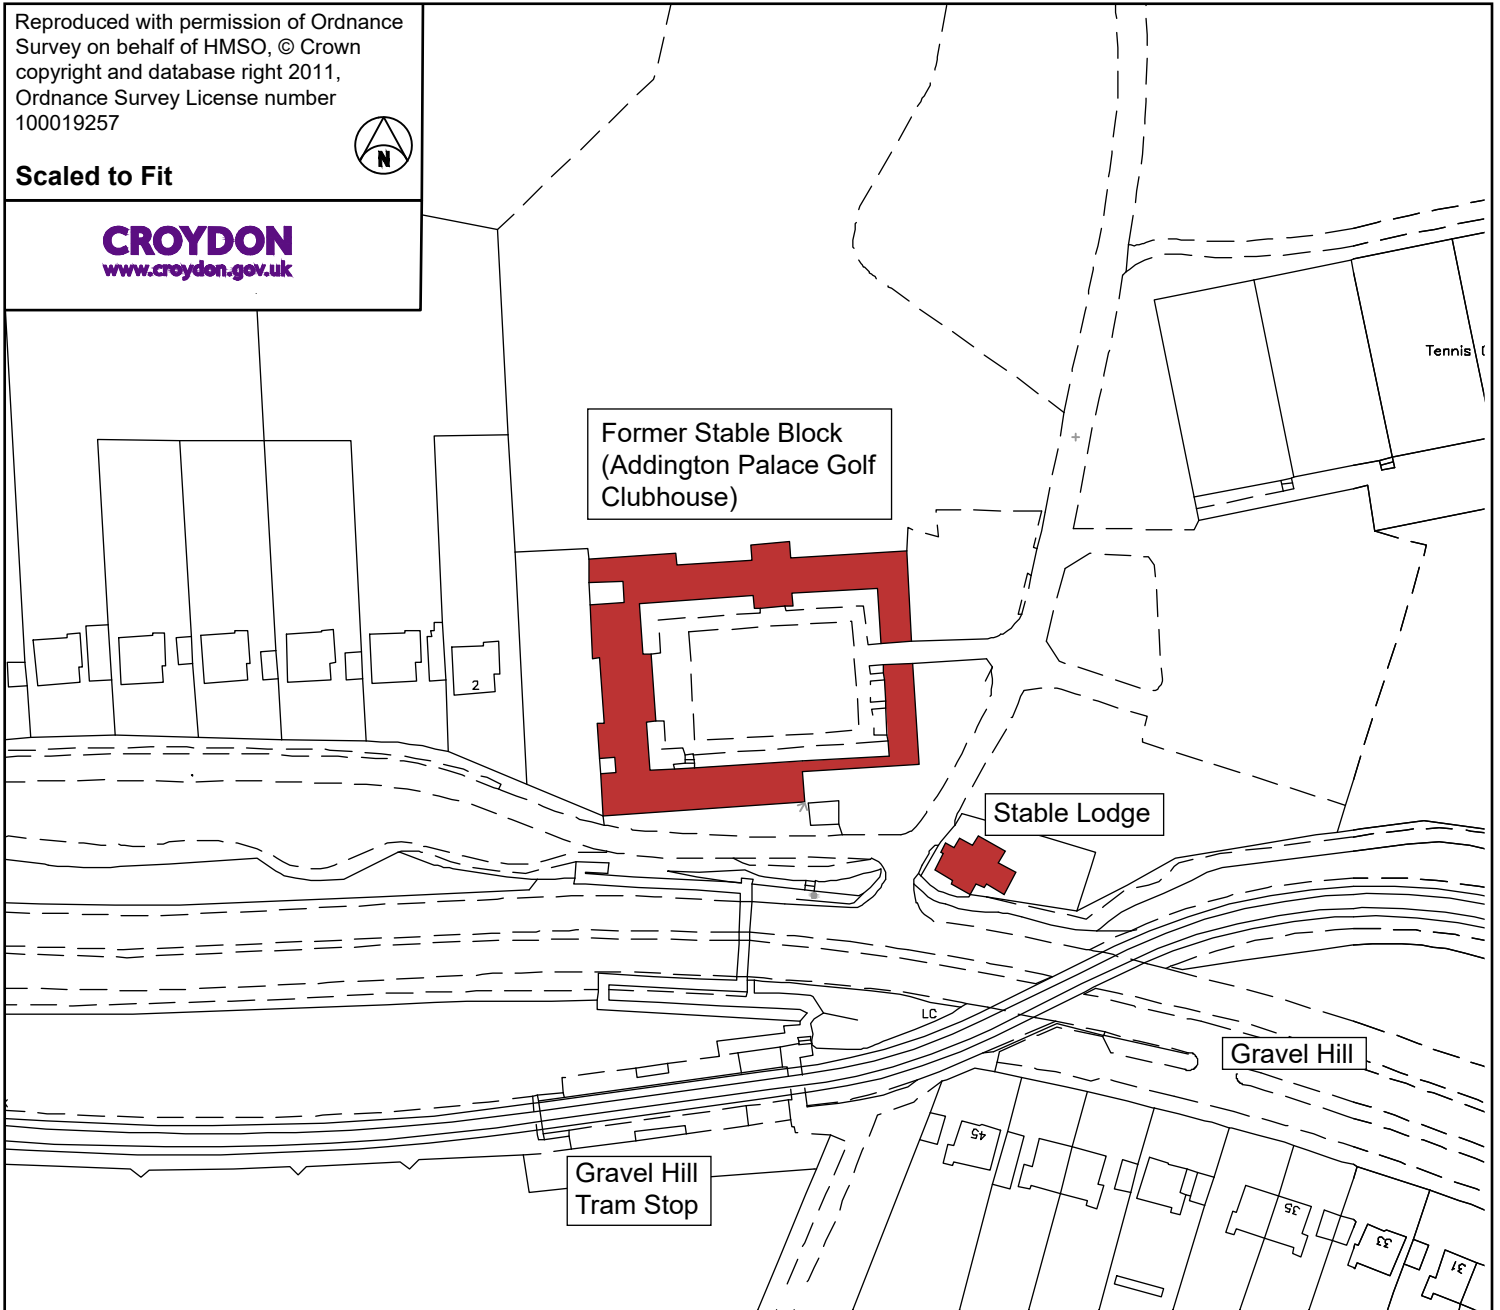 Reproduced with permission of Ordnance
Survey on behalf of HMSO, © Crown
copyright and database right 2011,
Ordnance Survey License number
100019257
N
Scaled to Fit
CROYDON
www.croydon.gov.uk
Tennis
Former Stable Block
(Addington Palace Golf
Clubhouse)
2
Stable Lodge
LC
Gravel Hill
45
Gravel Hill
Tram Stop
35
33
31